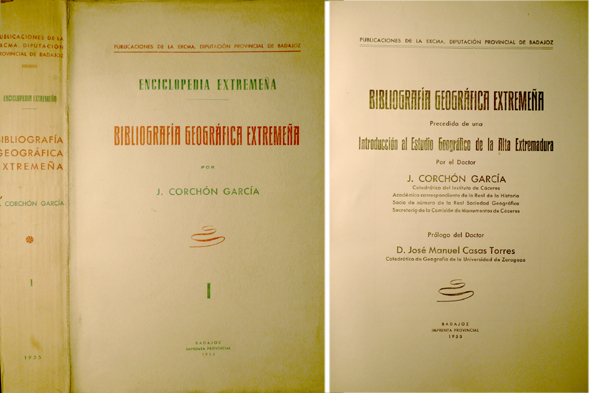 PUBLICACIONES DE LA
EXCMA. DIPUTACIÓN
PROVINCIAL DE BADAJOZ
ENCICLOPEDIA EXTREMEÑA
BIBLIOGRAFÍA
GEOGRÁFICA
EXTREMEÑA
J. CORCHÓN GARCÍA
I
1955
PUBLICACIONES DE LA EXCMA. DIPUTACIÓN PROVINCIAL DE BADAJOZ
ENCICLOPEDIA EXTREMEÑA
BIBLIOGRAFÍA GEOGRÁFICA EXTREMEÑA
POR
J. CORCHÓN GARCÍA
I
BADAJOZ
IMPRENTA PROVINCIAL
1955
PUBLICACIONES DE LA EXCMA. DIPUTACIÓN PROVINCIAL DE BADAJOZ
BIBLIOGRAFÍA GEOGRÁFICA EXTREMEÑA
Precedida de una
Introducción al Estudio Geográfico de la Alta Extremadura
Por el Doctor
J. CORCHÓN GARCÍA
Catedrático del Instituto de Cáceres
Académico correspondiente de la Real de la Historia
Socio de número de la Real Sociedad Geográfica
Secretario de la Comisión de Monumentos de Cáceres
Prólogo del Doctor
D. José Manuel Casas Torres
Catedrático de Geografía de la Universidad de Zaragoza
BADAJOZ
IMPRENTA PROVINCIAL
1955